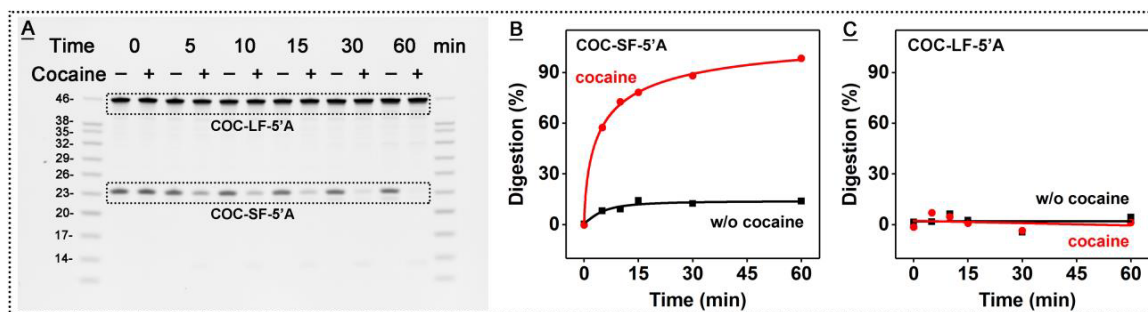 A
Time 0 5 10 15 30 60 min
Cocaine − + − + − + − + − + − +
46-
COC-LF-5'A
38-
35-
32-
29-
26-
23-
COC-SF-5'A
20-
17-
14-
B
COC-SF-5'A
cocaine
w/o cocaine
Digestion (%)
90
60
30
0
0 15 30 45 60
Time (min)
C
COC-LF-5'A
w/o cocaine
cocaine
Digestion (%)
90
60
30
0
0 15 30 45 60
Time (min)